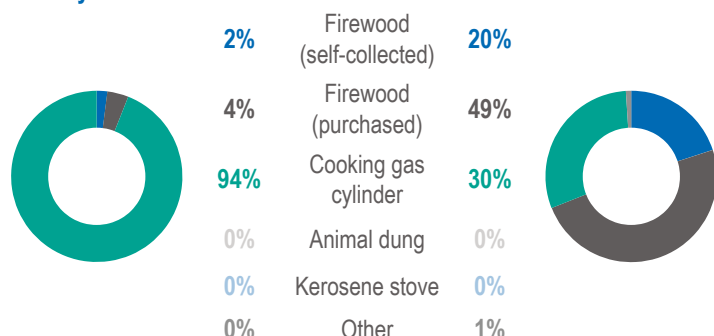 Firewood
2% (self-collected) 20%
Firewood
4% (purchased) 49%
Cooking gas
94% cylinder 30%
0% Animal dung 0%
0% Kerosene stove 0%
0% Other 1%